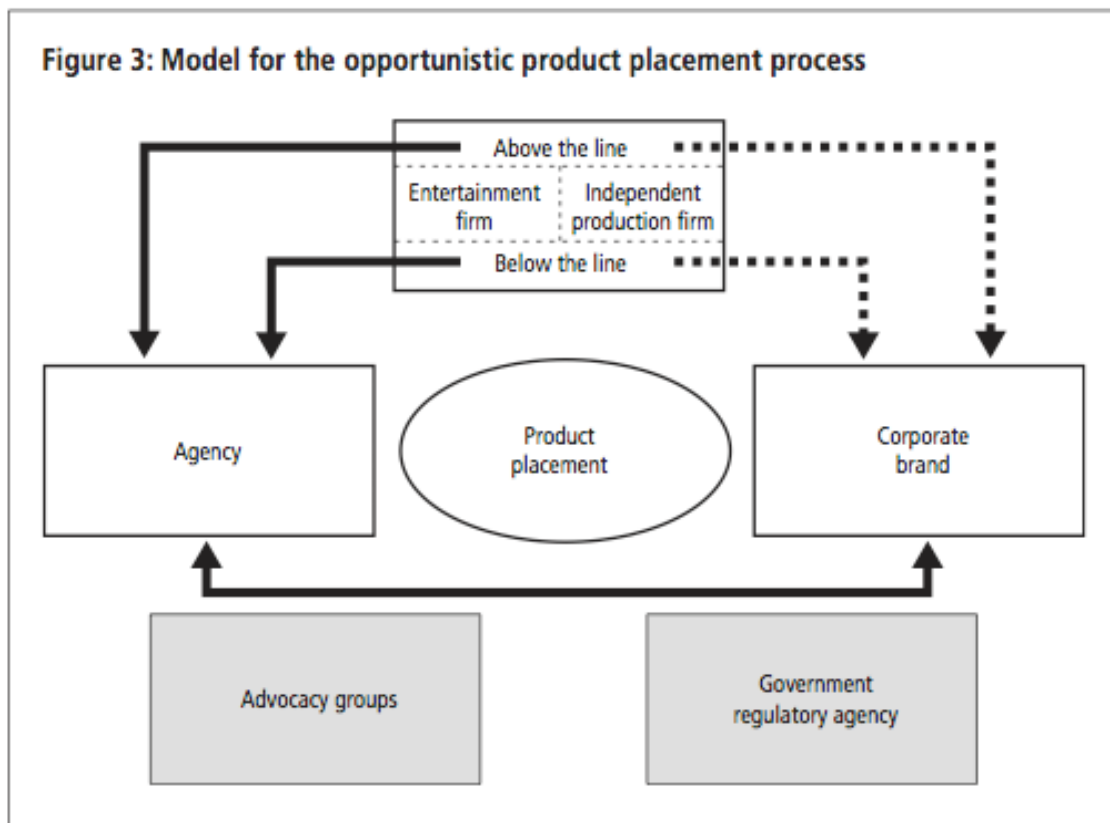 Figure 3: Model for the opportunistic product placement process
Above the line
Entertainment
firm
Independent
production firm
Below the line
Agency
Product
placement
Corporate
brand
Advocacy groups
Government
regulatory agency